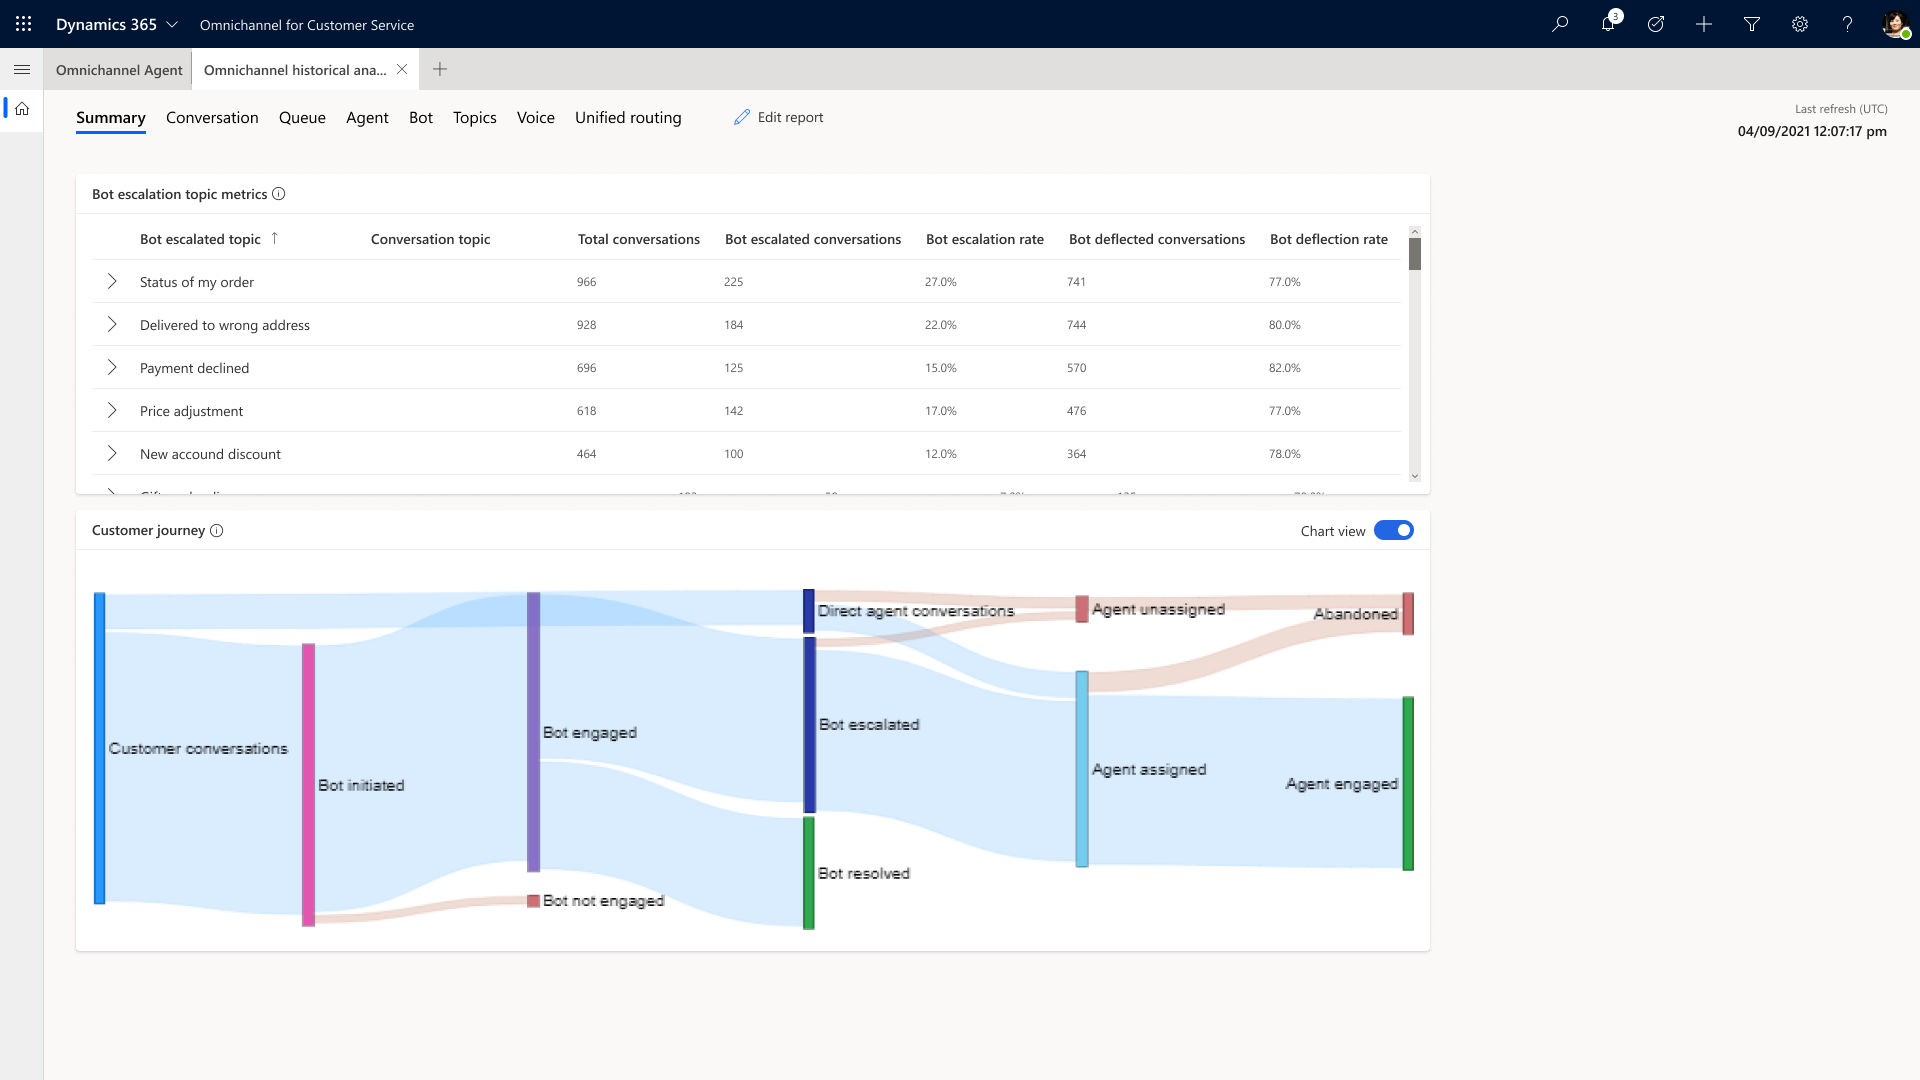 Dynamics 365 Omnichannel for Customer Service 3 ?
Omnichannel Agent Omnichannel historical ana...
Summary Conversation Queue Agent Bot Topics Voice Unified routing Edit report
Last refresh (UTC)
04/09/2021 12:07:17 pm
Bot escalation topic metrics
Bot escalated topic ↑ Conversation topic Total conversations Bot escalated conversations Bot escalation rate Bot deflected conversations Bot deflection rate
Status of my order 966 225 27.0% 741 77.0%
Delivered to wrong address 928 184 22.0% 744 80.0%
Payment declined 696 125 15.0% 570 82.0%
Price adjustment 618 142 17.0% 476 77.0%
New accound discount 464 100 12.0% 364 78.0%
Customer journey Chart view
Direct agent conversations Agent unassigned Abandoned
Bot escalated
Bot engaged
Customer conversations
Agent assigned
Bot initiated Agent engaged
Bot resolved
Bot not engaged